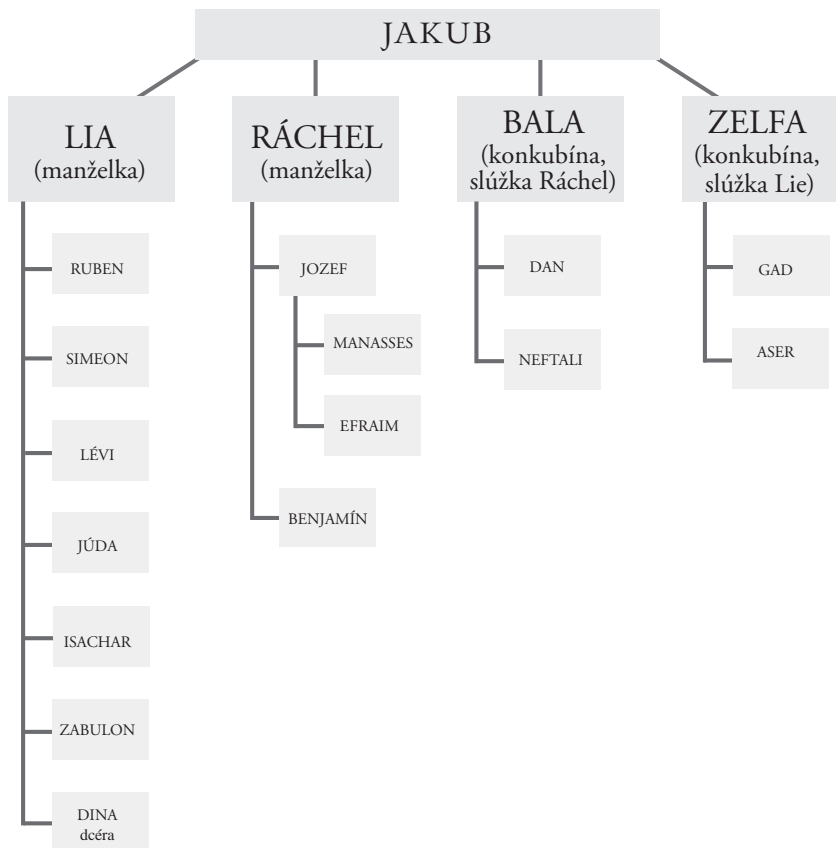 JAKUB
LIA
(manželka)
RUBEN
SIMEON
LÉVI
JÚDA
ISACHAR
ZABULON
DINA
dcéra
RÁCHEL
(manželka)
JOZEF
MANASSES
EFRAIM
BENJAMÍN
BALA
(konkubína,
slúžka Ráchel)
DAN
NEFTALI
ZELFA
(konkubína,
slúžka Lie)
GAD
ASER